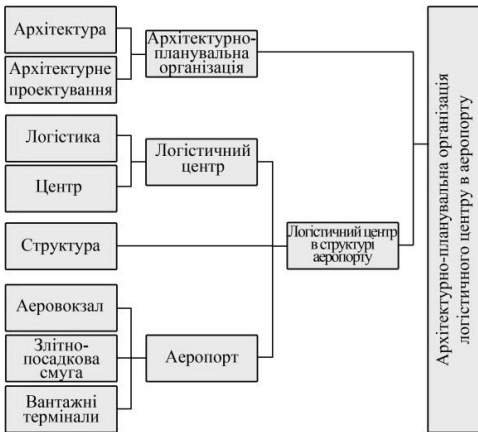 Архітектура
Архітектурне
проектування
Архітектурно-
планувальна
організація
Логістика
Центр
Логістичний
центр
Структура
Логістичний центр
в структурі
аеропорту
Аеровокзал
Злітно-
посадкова
смуга
Вантажні
термінали
Аеропорт
Архітектурно-планувальна організація
логістичного центру в аеропорту